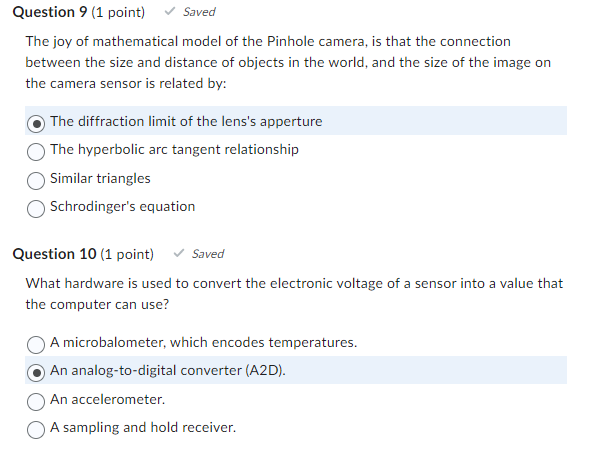 Question 9 (1 point) ✓ Saved
The joy of mathematical model of the Pinhole camera, is that the connection
between the size and distance of objects in the world, and the size of the image on
the camera sensor is related by:
The diffraction limit of the lens's apperture
The hyperbolic arc tangent relationship
Similar triangles
Schrodinger's equation
Question 10 (1 point) ✓ Saved
What hardware is used to convert the electronic voltage of a sensor into a value that
the computer can use?
A microbalometer, which encodes temperatures.
An analog-to-digital converter (A2D).
An accelerometer.
A sampling and hold receiver.